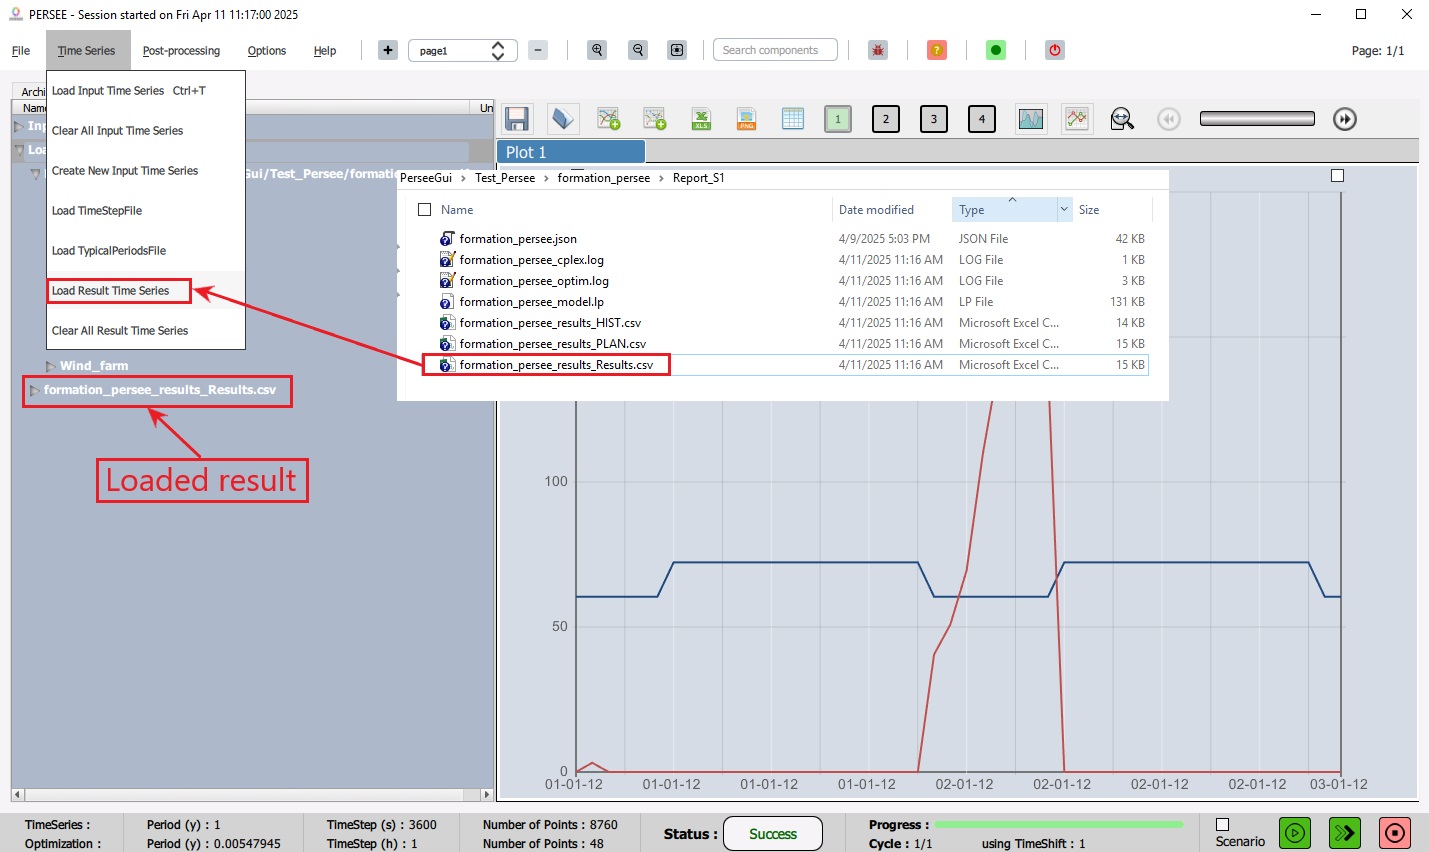 PERSEE - Session started on Fri Apr 11 11:17:00 2025
File Time Series Post-processing Options Help page1 Search components Page: 1/1
Load Input Time Series Ctrl+T
Clear All Input Time Series
Create New Input Time Series
Load TimeStepFile
Load TypicalPeriodsFile
Load Result Time Series
Clear All Result Time Series
Archi
Name Un
Inp
Loa
Gui/Test_Persee/formati
Wind_farm
formation_persee_results_Results.csv
Loaded result
XLS PNG 1 2 3 4
Plot 1
PerseeGui > Test_Persee > formation_persee > Report_S1
Name Date modified Type Size
formation_persee.json 4/9/2025 5:03 PM JSON File 42 KB
formation_persee_cplex.log 4/11/2025 11:16 AM LOG File 1 KB
formation_persee_optim.log 4/11/2025 11:16 AM LOG File 3 KB
formation_persee_model.lp 4/11/2025 11:16 AM LP File 131 KB
formation_persee_results_HIST.csv 4/11/2025 11:16 AM Microsoft Excel C... 14 KB
formation_persee_results_PLAN.csv 4/11/2025 11:16 AM Microsoft Excel C... 15 KB
formation_persee_results_Results.csv 4/11/2025 11:16 AM Microsoft Excel C... 15 KB
100
50
0
01-01-12 01-01-12 01-01-12 01-01-12 02-01-12 02-01-12 02-01-12 02-01-12 03-01-12
TimeSeries : Period (y) : 1 TimeStep (s) : 3600 Number of Points : 8760
Optimization : Period (y) : 0.00547945 TimeStep (h) : 1 Number of Points : 48
Status : Success
Progress :
Cycle : 1/1 using TimeShift : 1
Scenario